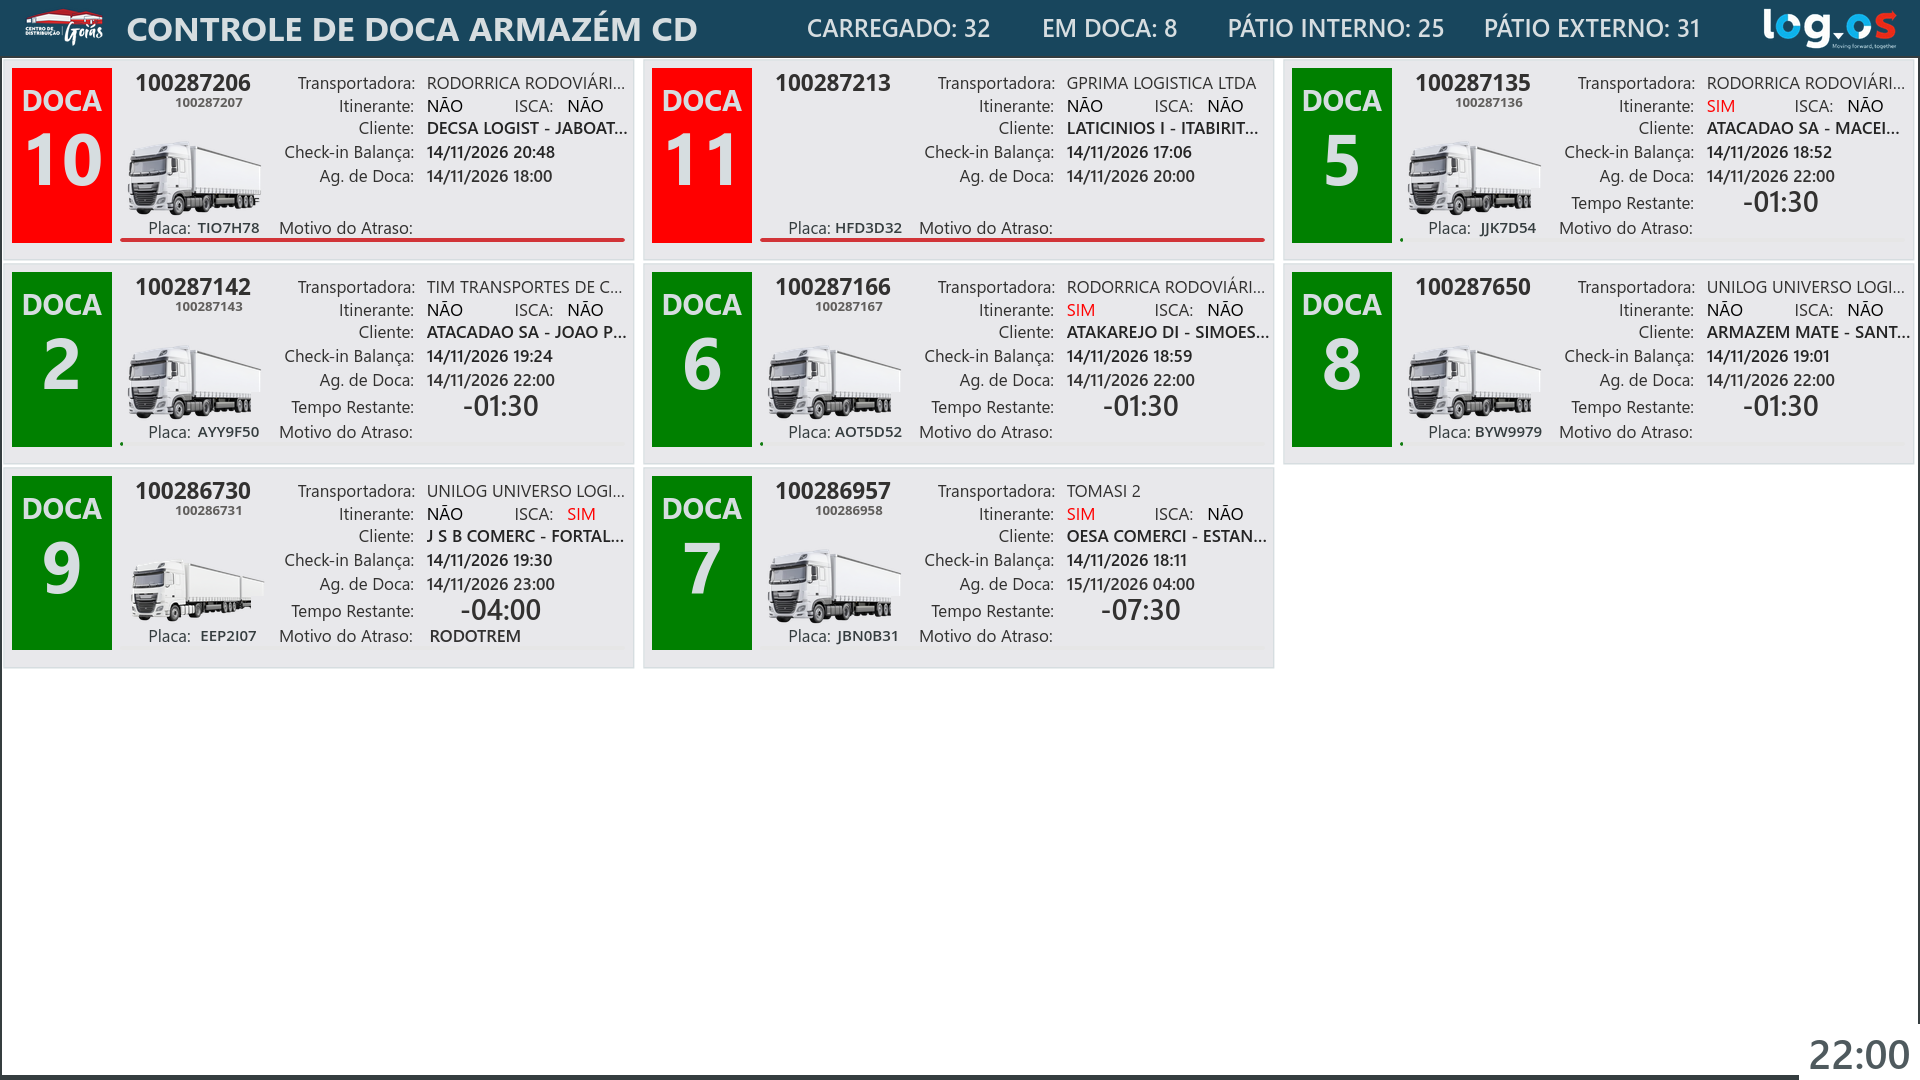 CENTRO DE DISTRIBUIÇÃO Goiás
CONTROLE DE DOCA ARMAZÉM CD
CARREGADO: 32
EM DOCA: 8
PÁTIO INTERNO: 25
PÁTIO EXTERNO: 31
log.os
Moving forward, together
DOCA
10
100287206
100287207
Transportadora: RODORRICA RODOVIÁRI...
Itinerante: NÃO ISCA: NÃO
Cliente: DECSA LOGIST - JABOAT...
Check-in Balança: 14/11/2026 20:48
Ag. de Doca: 14/11/2026 18:00
Placa: TIO7H78 Motivo do Atraso:
DOCA
11
100287213
Transportadora: GPRIMA LOGISTICA LTDA
Itinerante: NÃO ISCA: NÃO
Cliente: LATICINIOS I - ITABIRIT...
Check-in Balança: 14/11/2026 17:06
Ag. de Doca: 14/11/2026 20:00
Placa: HFD3D32 Motivo do Atraso:
DOCA
5
100287135
100287136
Transportadora: RODORRICA RODOVIÁRI...
Itinerante: SIM ISCA: NÃO
Cliente: ATACADAO SA - MACEI...
Check-in Balança: 14/11/2026 18:52
Ag. de Doca: 14/11/2026 22:00
Tempo Restante: -01:30
Placa: JJK7D54 Motivo do Atraso:
DOCA
2
100287142
100287143
Transportadora: TIM TRANSPORTES DE C...
Itinerante: NÃO ISCA: NÃO
Cliente: ATACADAO SA - JOAO P...
Check-in Balança: 14/11/2026 19:24
Ag. de Doca: 14/11/2026 22:00
Tempo Restante: -01:30
Placa: AYY9F50 Motivo do Atraso:
DOCA
6
100287166
100287167
Transportadora: RODORRICA RODOVIÁRI...
Itinerante: SIM ISCA: NÃO
Cliente: ATAKAREJO DI - SIMOES...
Check-in Balança: 14/11/2026 18:59
Ag. de Doca: 14/11/2026 22:00
Tempo Restante: -01:30
Placa: AOT5D52 Motivo do Atraso:
DOCA
8
100287650
Transportadora: UNILOG UNIVERSO LOGI...
Itinerante: NÃO ISCA: NÃO
Cliente: ARMAZEM MATE - SANT...
Check-in Balança: 14/11/2026 19:01
Ag. de Doca: 14/11/2026 22:00
Tempo Restante: -01:30
Placa: BYW9979 Motivo do Atraso:
DOCA
9
100286730
100286731
Transportadora: UNILOG UNIVERSO LOGI...
Itinerante: NÃO ISCA: SIM
Cliente: J S B COMERC - FORTAL...
Check-in Balança: 14/11/2026 19:30
Ag. de Doca: 14/11/2026 23:00
Tempo Restante: -04:00
Placa: EEP2I07 Motivo do Atraso: RODOTREM
DOCA
7
100286957
100286958
Transportadora: TOMASI 2
Itinerante: SIM ISCA: NÃO
Cliente: OESA COMERCI - ESTAN...
Check-in Balança: 14/11/2026 18:11
Ag. de Doca: 15/11/2026 04:00
Tempo Restante: -07:30
Placa: JBN0B31 Motivo do Atraso:
22:00